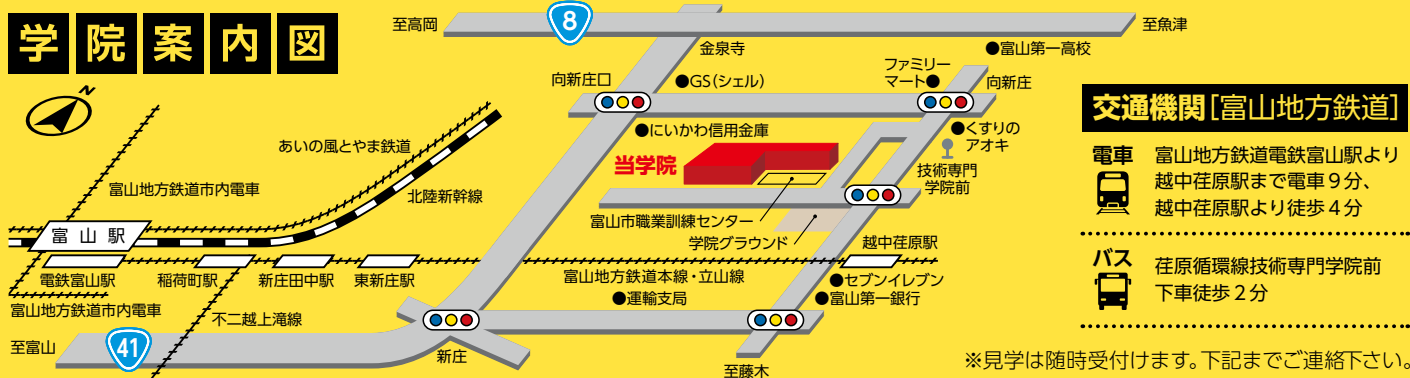 学院案内図
N
至高岡
8
至魚津
金泉寺
●富山第一高校
向新庄口
●GS（シェル）
ファミリー
マート●
向新庄
●にいかわ信用金庫
●くすりの
アオキ
当学院
技術専門
学院前
富山市職業訓練センター
学院グラウンド
あいの風とやま鉄道
富山地方鉄道市内電車
北陸新幹線
富山駅
越中荏原駅
電鉄富山駅
稲荷町駅
新庄田中駅
東新庄駅
富山地方鉄道本線・立山線
●セブンイレブン
●運輸支局
●富山第一銀行
富山地方鉄道市内電車
不二越上滝線
至富山
41
新庄
至藤木
交通機関［富山地方鉄道］
電車
富山地方鉄道電鉄富山駅より
越中荏原駅まで電車9分、
越中荏原駅より徒歩4分
バス
荏原循環線技術専門学院前
下車徒歩2分
※見学は随時受付けます。下記までご連絡下さい。